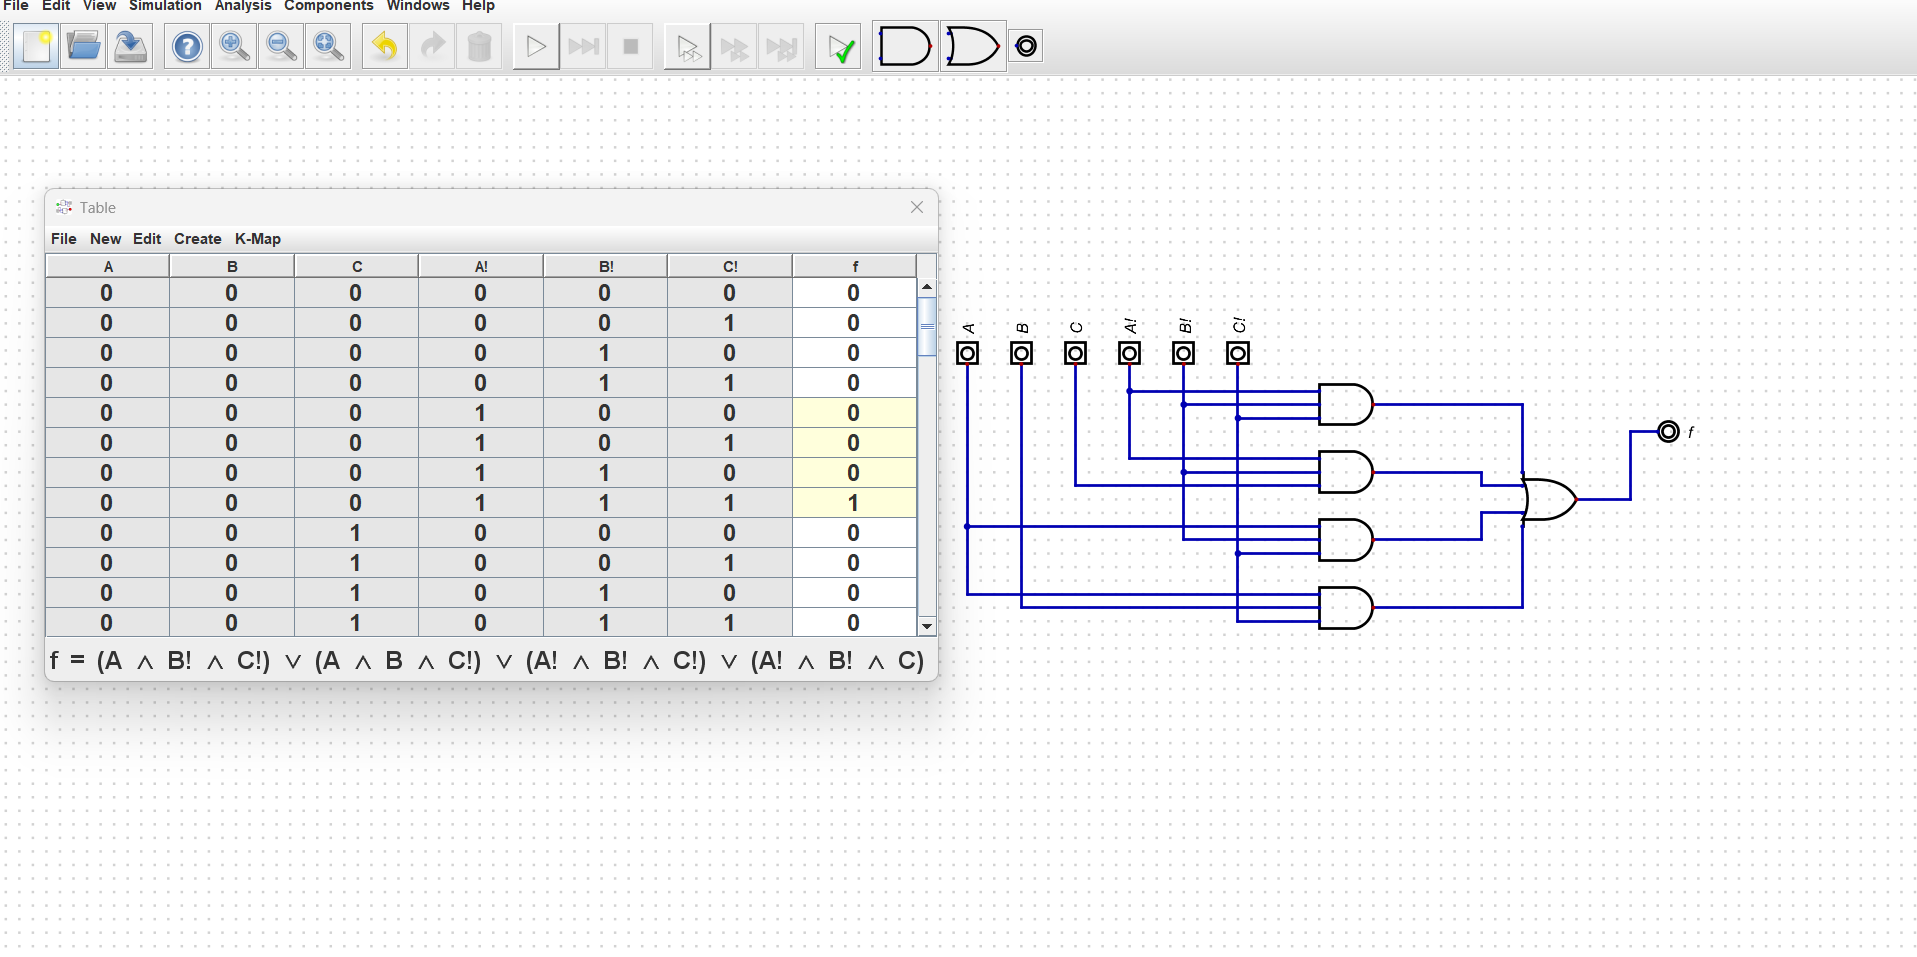 File Edit View Simulation Analysis Components Windows Help
Table
File New Edit Create K-Map
A B C A! B! C! f
0 0 0 0 0 0 0
0 0 0 0 0 1 0
0 0 0 0 1 0 0
0 0 0 0 1 1 0
0 0 0 1 0 0 0
0 0 0 1 0 1 0
0 0 0 1 1 0 0
0 0 0 1 1 1 1
0 0 1 0 0 0 0
0 0 1 0 0 1 0
0 0 1 0 1 0 0
0 0 1 0 1 1 0
f = (A ∧ B! ∧ C!) ∨ (A ∧ B ∧ C!) ∨ (A! ∧ B! ∧ C!) ∨ (A! ∧ B! ∧ C)
A B C A! B! C!
f